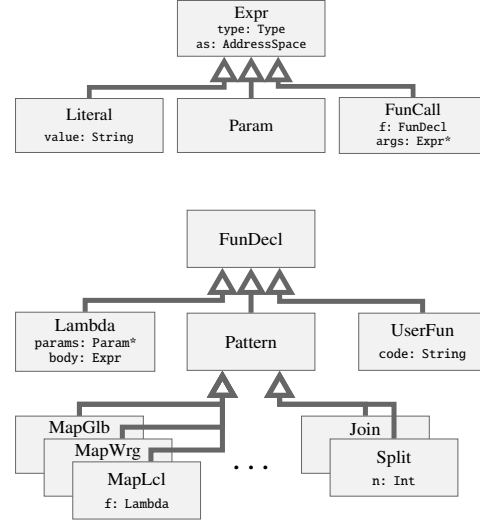 Expr
type: Type
as: AddressSpace
Literal
value: String
Param
FunCall
f: FunDecl
args: Expr*
FunDecl
Lambda
params: Param*
body: Expr
Pattern
UserFun
code: String
MapGlb
MapWrg
MapLcl
f: Lambda
...
Join
Split
n: Int